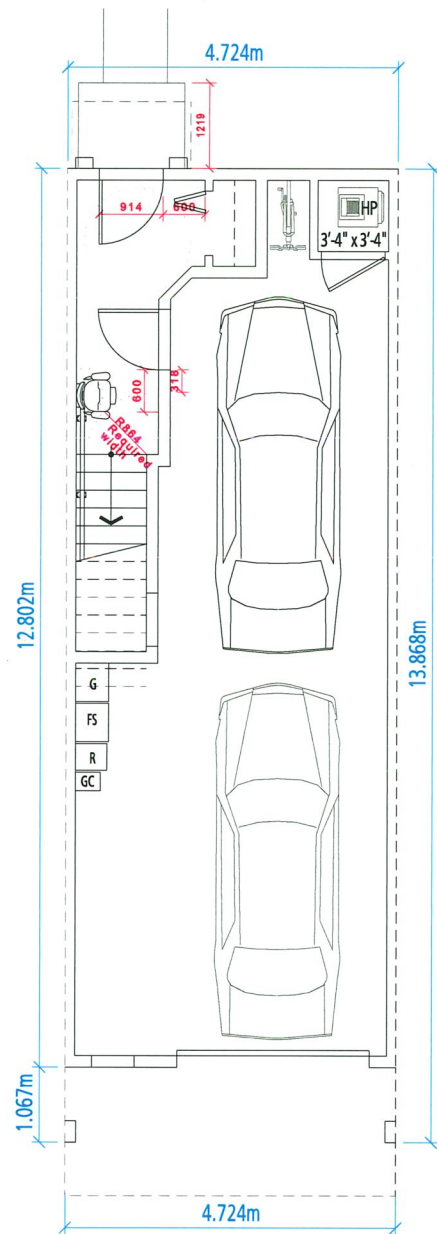 4.724m
1219
914
600
HP
3'-4" x 3'-4"
600
318
R864
Required
width
12.802m
13.868m
G
FS
R
GC
1.067m
4.724m